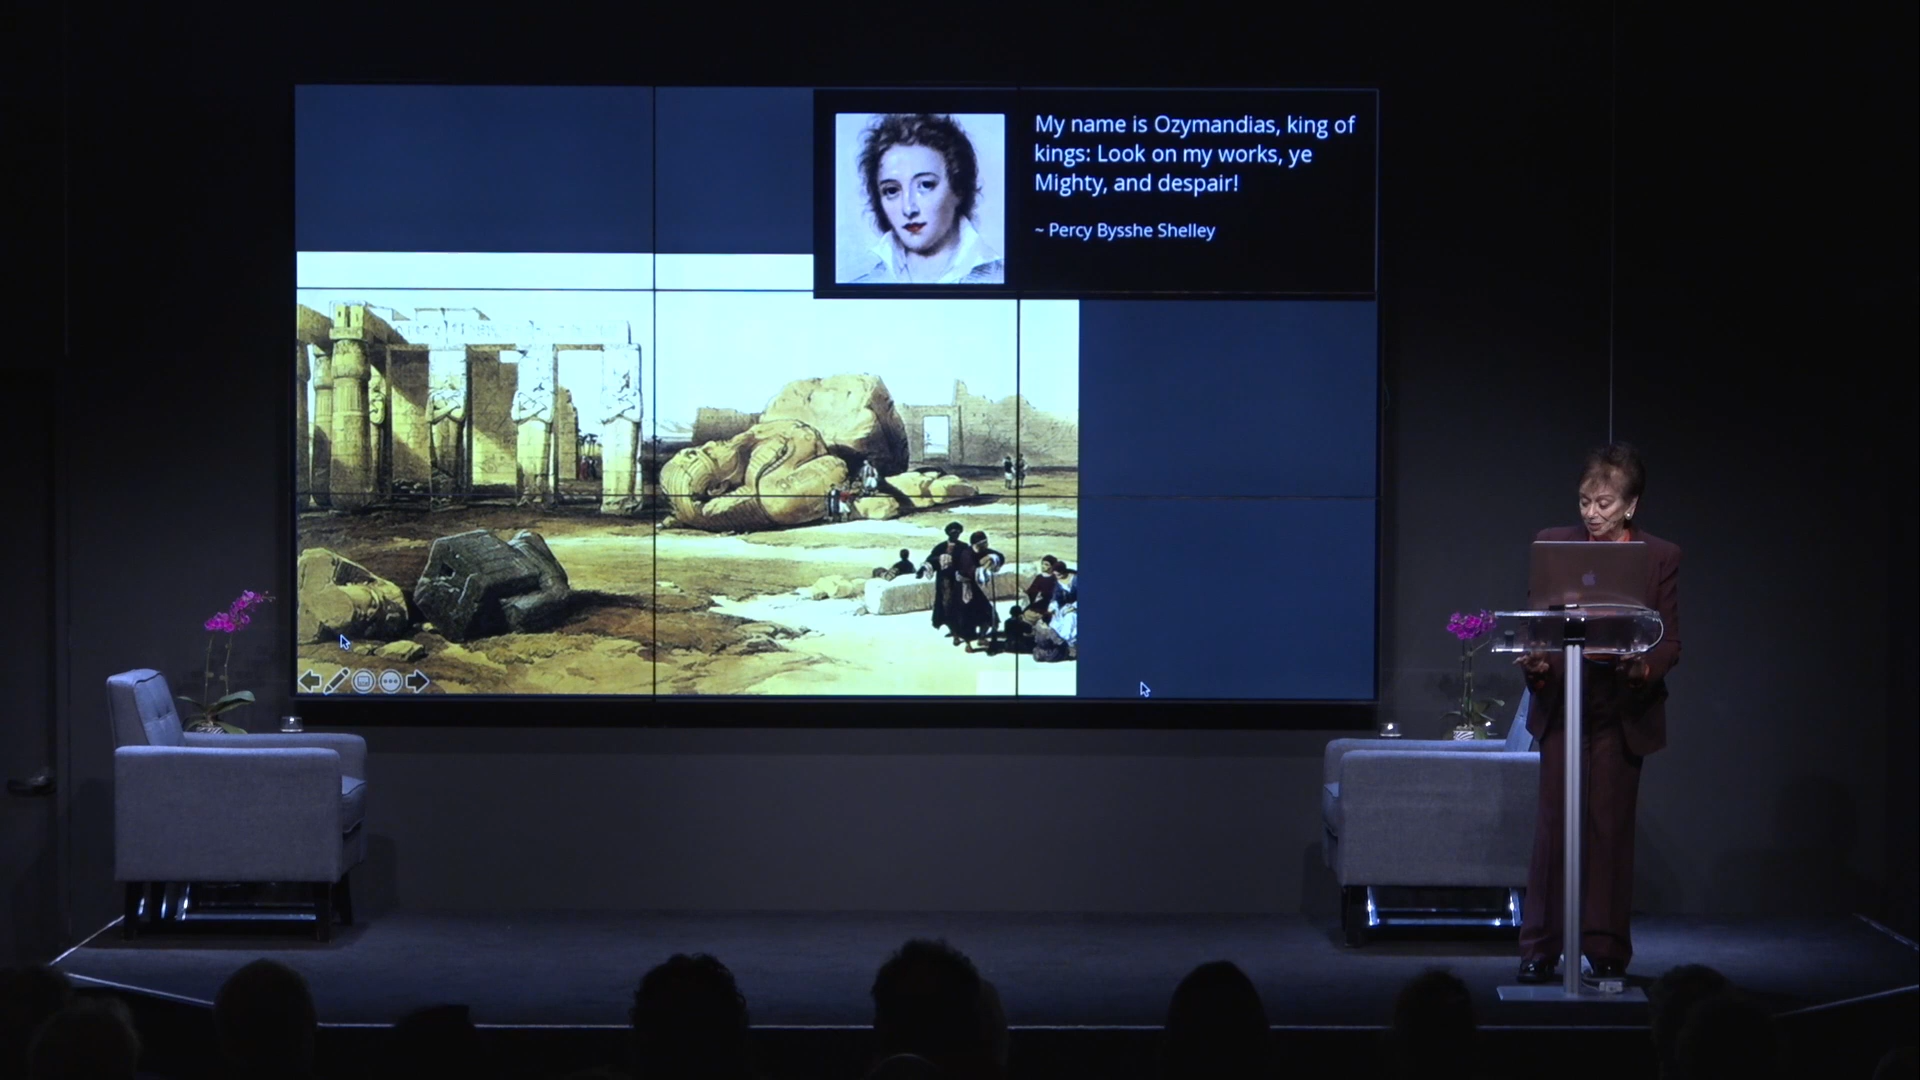 My name is Ozymandias, king of
kings: Look on my works, ye
Mighty, and despair!
~ Percy Bysshe Shelley